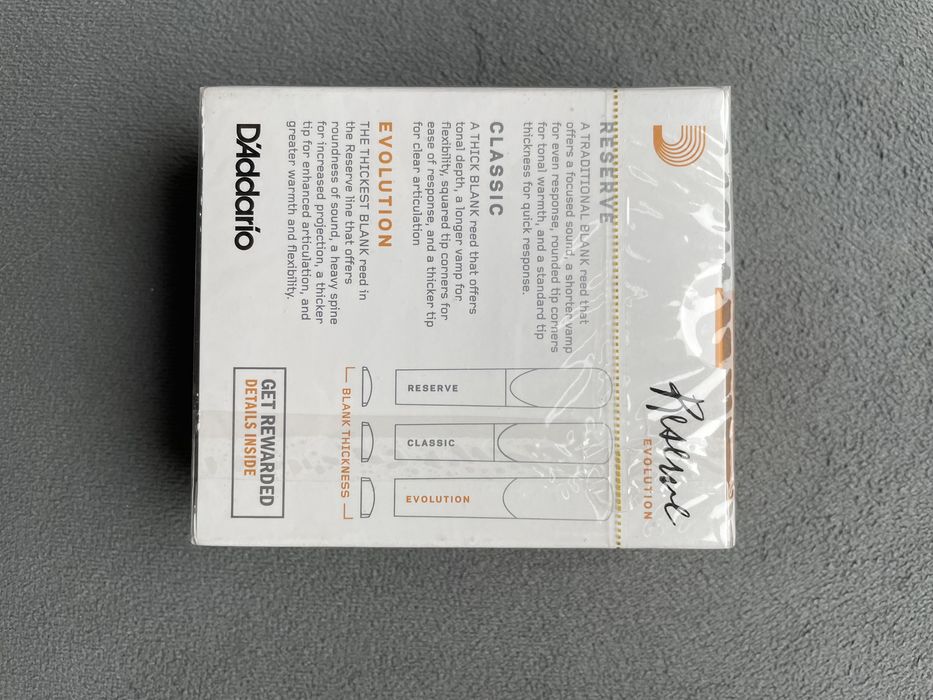 Reserve
EVOLUTION
RESERVE
A TRADITIONAL BLANK reed that
offers a focused sound, a shorter vamp
for even response, rounded tip corners
for tonal warmth, and a standard tip
thickness for quick response.
CLASSIC
A THICK BLANK reed that offers
tonal depth, a longer vamp for
flexibility, squared tip corners for
ease of response, and a thicker tip
for clear articulation
EVOLUTION
THE THICKEST BLANK reed in
the Reserve line that offers
roundness of sound, a heavy spine
for increased projection, a thicker
tip for enhanced articulation, and
greater warmth and flexibility.
RESERVE
CLASSIC
EVOLUTION
BLANK THICKNESS
D'Addario
GET REWARDED
DETAILS INSIDE